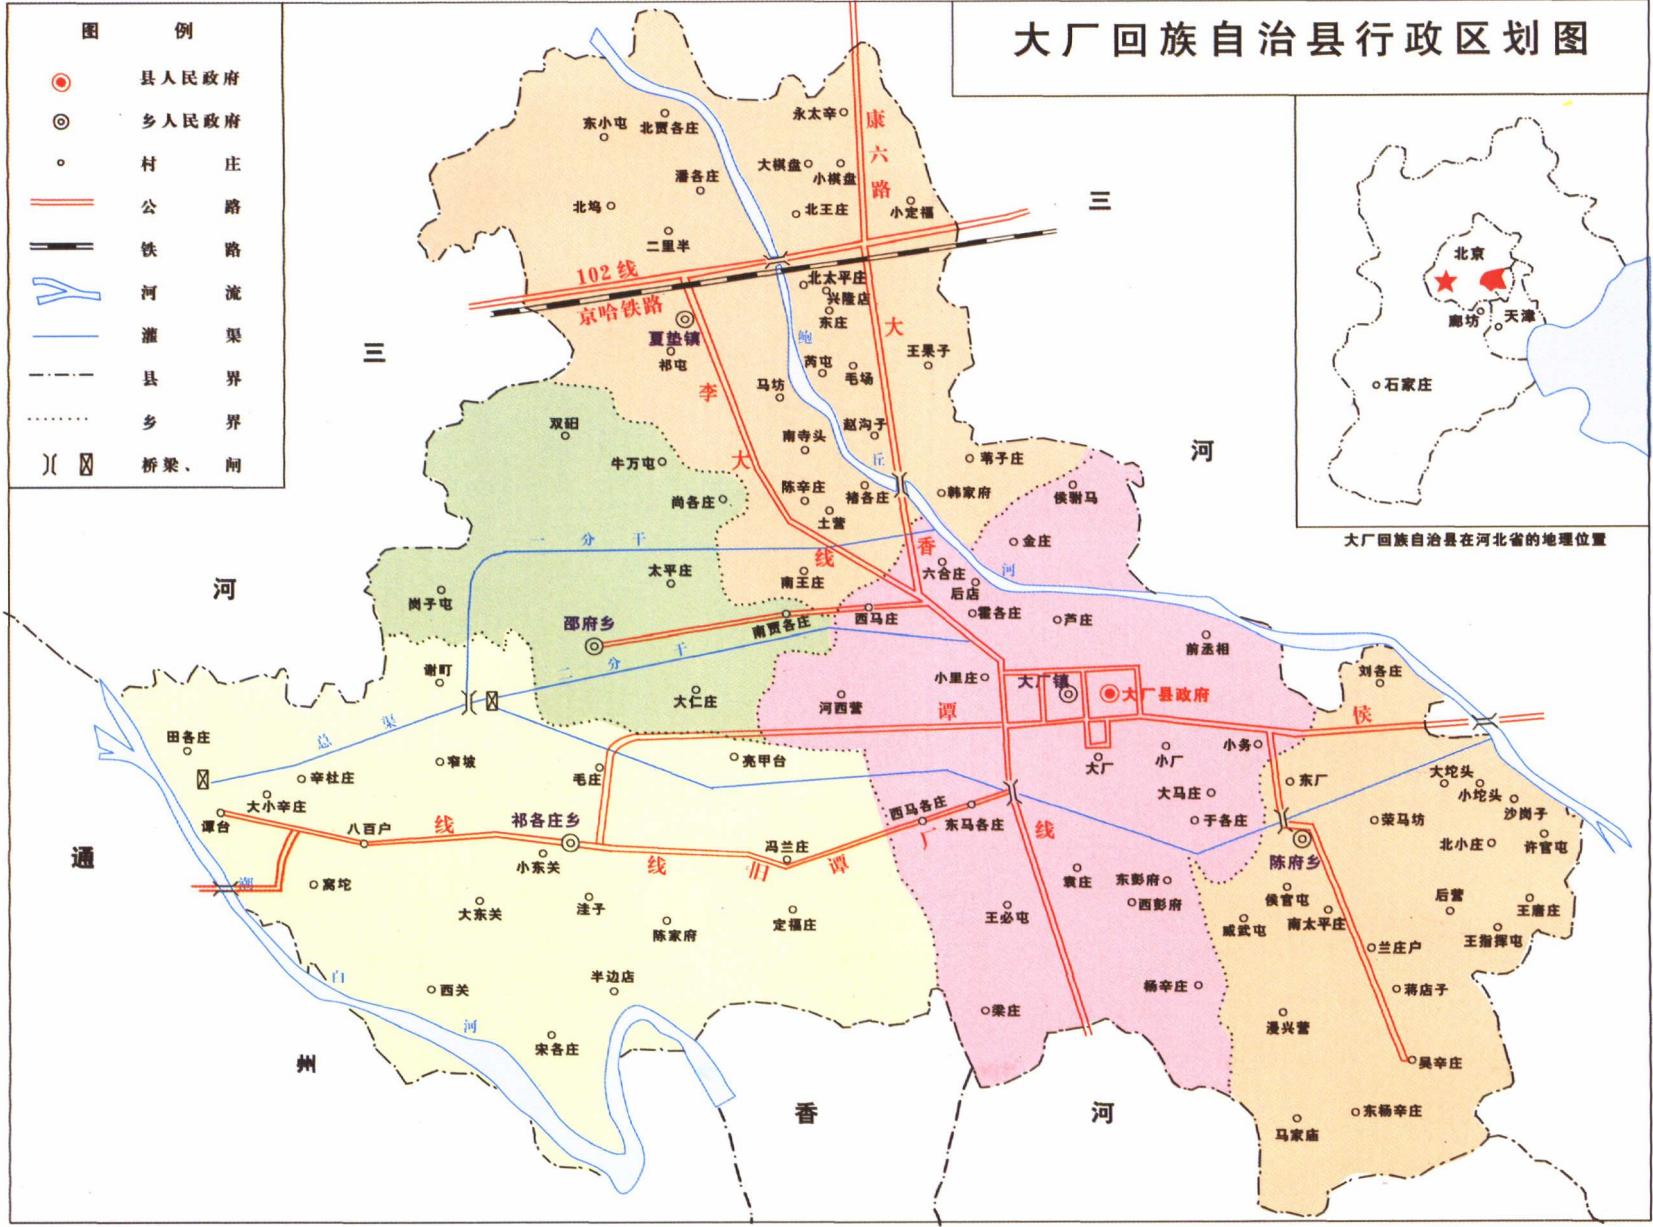 大厂回族自治县行政区划图
图 例
县人民政府
乡人民政府
村 庄
公 路
铁 路
河 流
灌 渠
县 界
乡 界
桥梁、 闸
北京
廊坊
天津
石家庄
大厂回族自治县在河北省的地理位置
三
三
河
河
通
州
香
河
康六路
大
香
线
102线
京哈铁路
李
大
线
鲍
丘
河
东小屯
北贾各庄
永太辛
大棋盘
小棋盘
潘各庄
北坞
北王庄
小定福
二里半
北太平庄
兴隆店
东庄
夏垫镇
祁屯
芮屯
毛场
王果子
马坊
双臼
南寺头
赵沟子
牛万屯
苇子庄
尚各庄
陈辛庄
褚各庄
韩家府
侯驸马
土营
金庄
一分干
太平庄
南王庄
六合庄
后店
岗子屯
邵府乡
南贾各庄
西马庄
霍各庄
芦庄
前丞相
二分干
谢疃
大仁庄
小里庄
大厂镇
大厂县政府
刘各庄
河西营
谭
侯
总渠
田各庄
窄坡
毛庄
亮甲台
大厂
小厂
小务
辛杜庄
大小辛庄
谭台
八百户
线
祁各庄乡
小东关
线
旧
谭
厂
冯兰庄
西马各庄
东马各庄
大马庄
于各庄
东厂
大坨头
小坨头
沙岗子
荣马坊
北小庄
许官屯
陈府乡
窝坨
大东关
洼子
陈家府
定福庄
袁庄
东彭府
西彭府
王必屯
侯官屯
威武屯
南太平庄
后营
王唐庄
王指挥屯
兰庄户
潮
白
河
西关
半边店
宋各庄
梁庄
杨辛庄
蒋店子
漫兴营
吴辛庄
东杨辛庄
马家庙